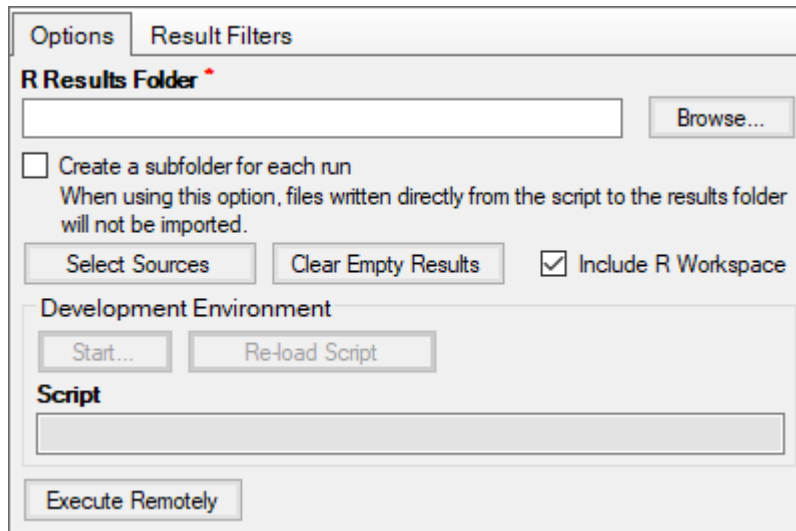 Options Result Filters
R Results Folder *
Browse...
Create a subfolder for each run
When using this option, files written directly from the script to the results folder
will not be imported.
Select Sources Clear Empty Results Include R Workspace
Development Environment
Start... Re-load Script
Script
Execute Remotely